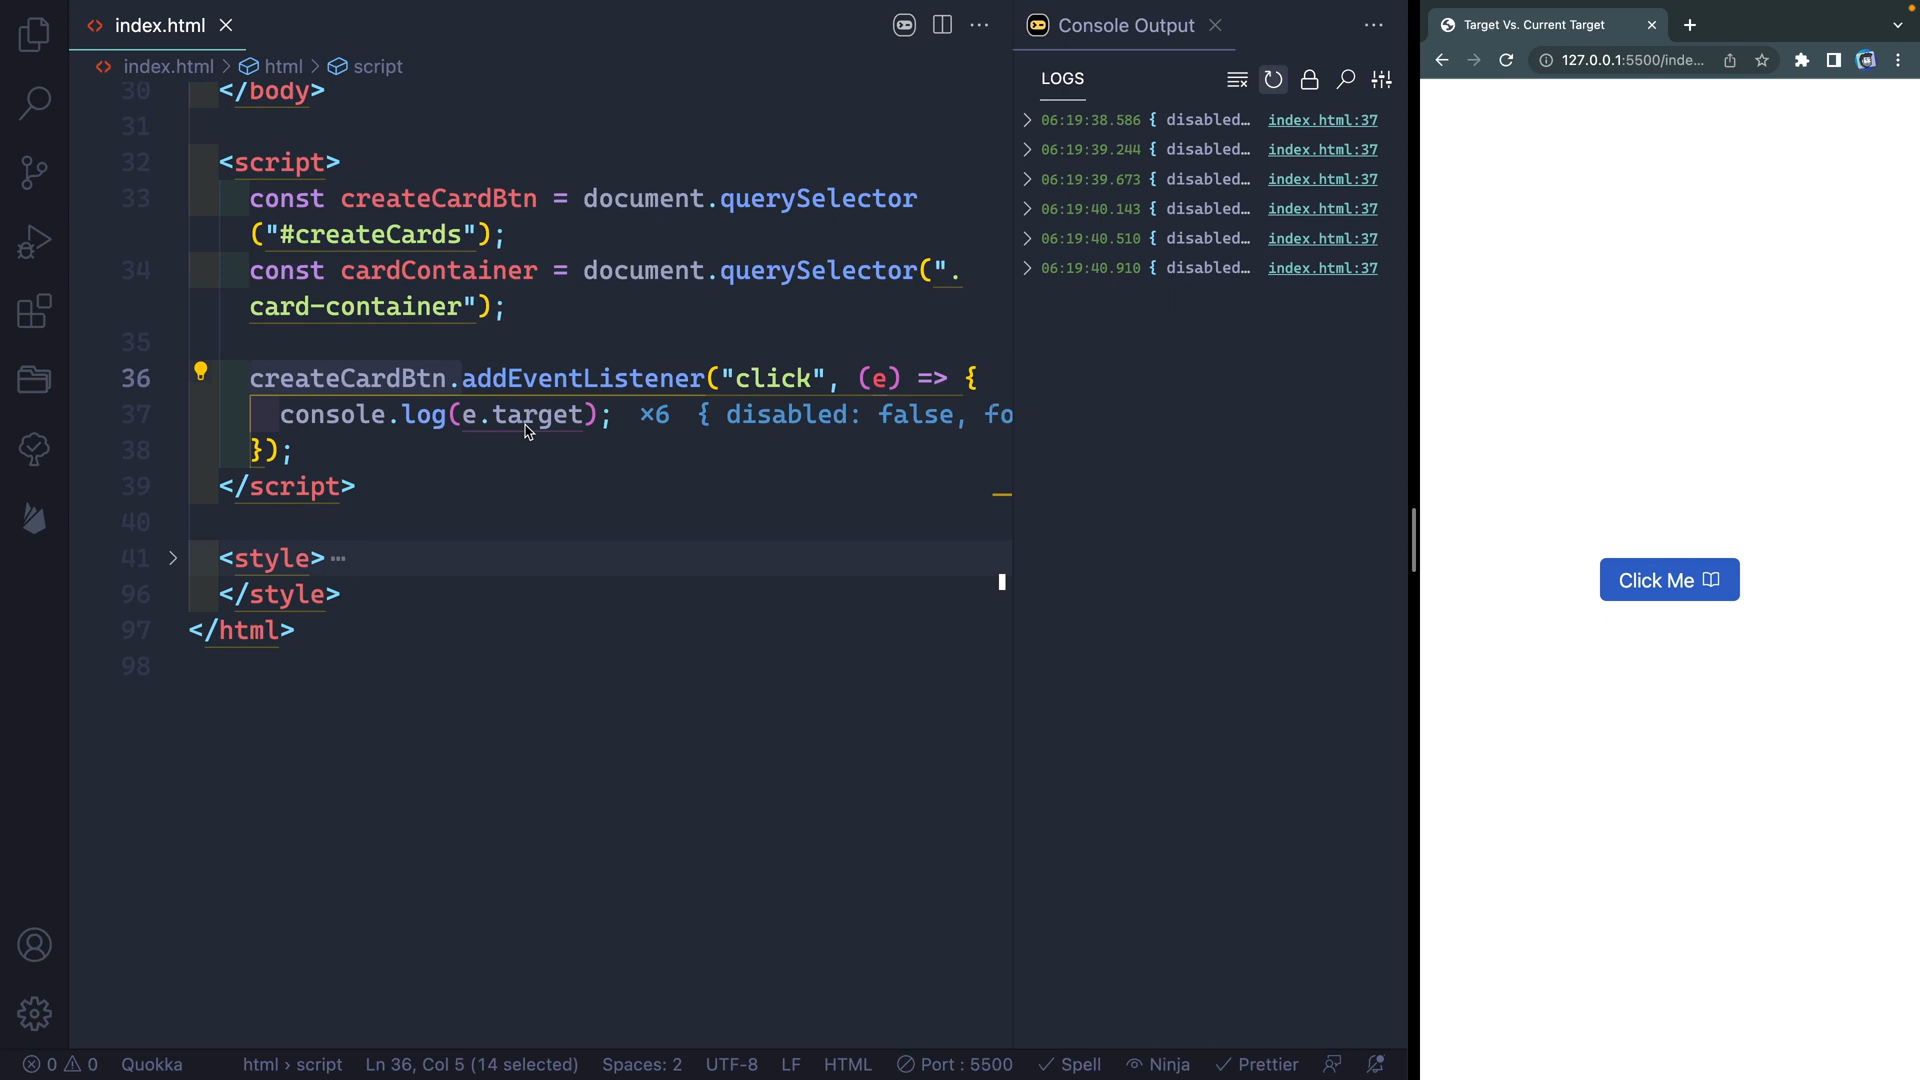 index.html
Console Output
Target Vs. Current Target
index.html > html > script
LOGS
127.0.0.1:5500/inde...
30 </body>
31
32 <script>
33 const createCardBtn = document.querySelector
("#createCards");
34 const cardContainer = document.querySelector(".
card-container");
35
36 createCardBtn.addEventListener("click", (e) => {
37 console.log(e.target); ×6 { disabled: false, fo
38 });
39 </script>
40
41 <style>
96 </style>
97 </html>
98
06:19:38.586 { disabled… index.html:37
06:19:39.244 { disabled… index.html:37
06:19:39.673 { disabled… index.html:37
06:19:40.143 { disabled… index.html:37
06:19:40.510 { disabled… index.html:37
06:19:40.910 { disabled… index.html:37
Click Me
0 0 Quokka html › script Ln 36, Col 5 (14 selected) Spaces: 2 UTF-8 LF HTML Port : 5500 Spell Ninja Prettier